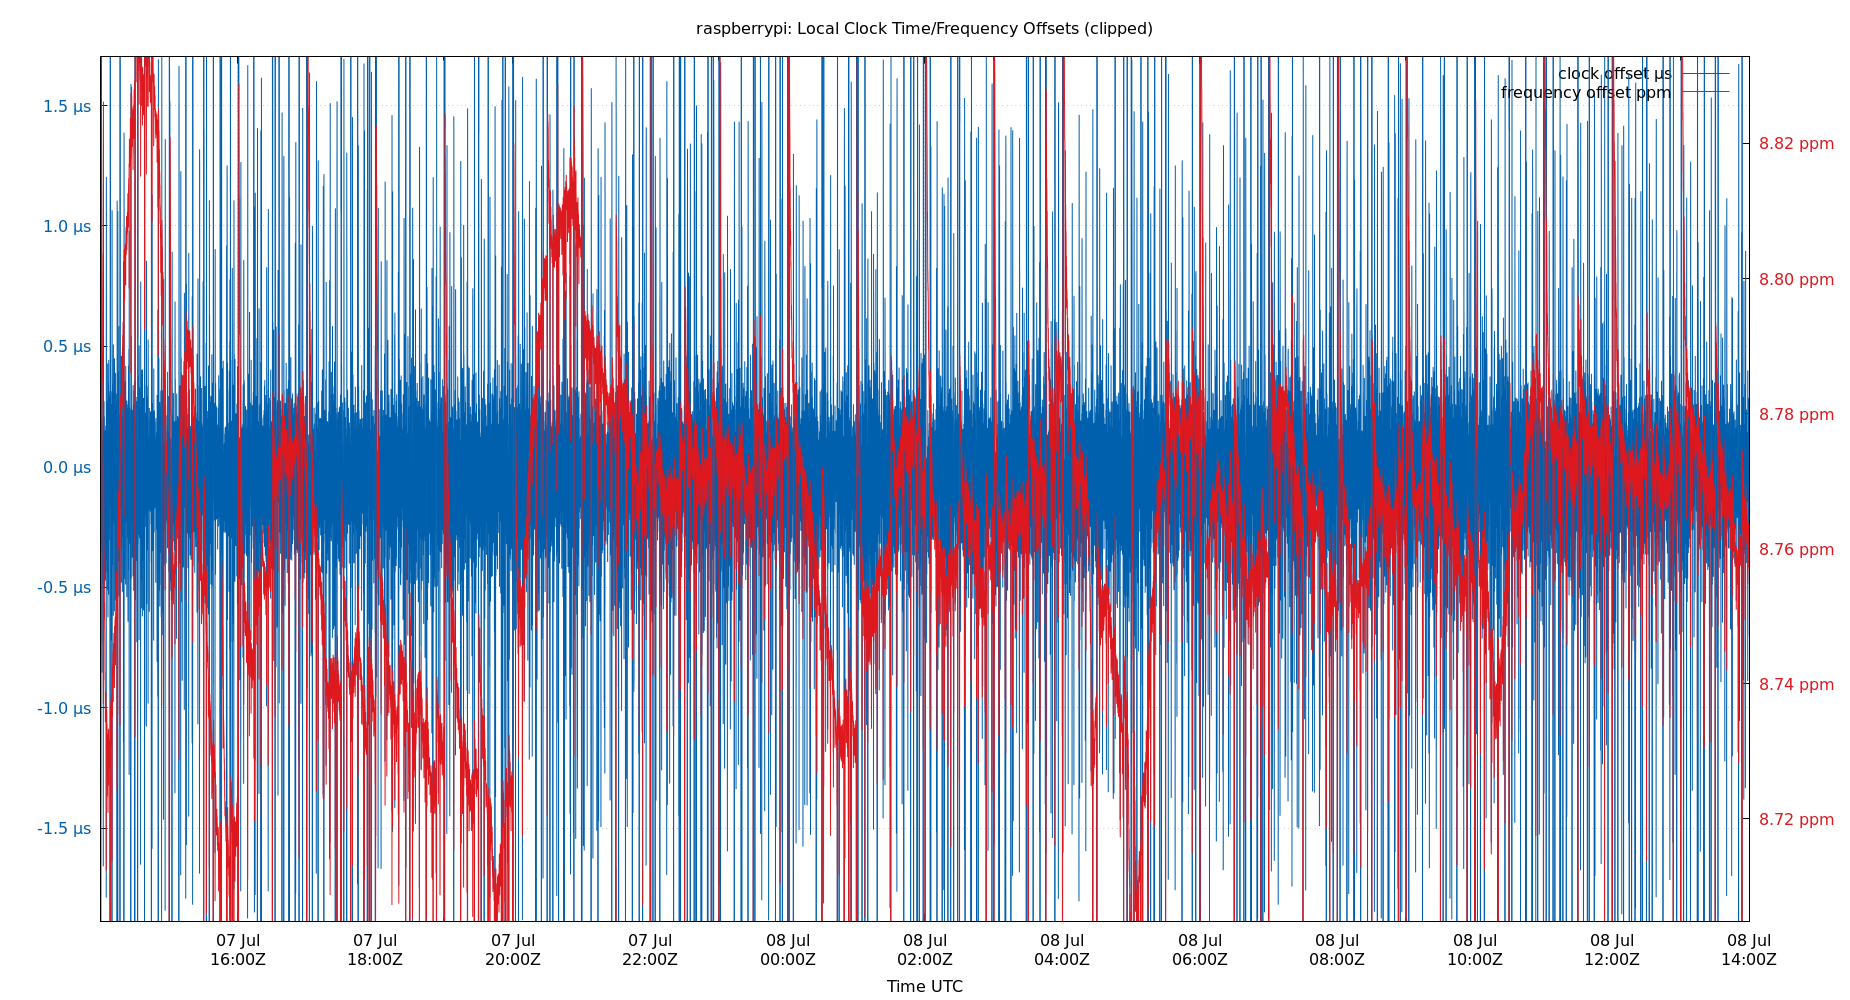 raspberrypi: Local Clock Time/Frequency Offsets (clipped)
clock offset µs
frequency offset ppm
1.5 µs
1.0 µs
0.5 µs
0.0 µs
-0.5 µs
-1.0 µs
-1.5 µs
8.82 ppm
8.80 ppm
8.78 ppm
8.76 ppm
8.74 ppm
8.72 ppm
07 Jul 07 Jul 07 Jul 07 Jul 08 Jul 08 Jul 08 Jul 08 Jul 08 Jul 08 Jul 08 Jul 08 Jul
16:00Z 18:00Z 20:00Z 22:00Z 00:00Z 02:00Z 04:00Z 06:00Z 08:00Z 10:00Z 12:00Z 14:00Z
Time UTC